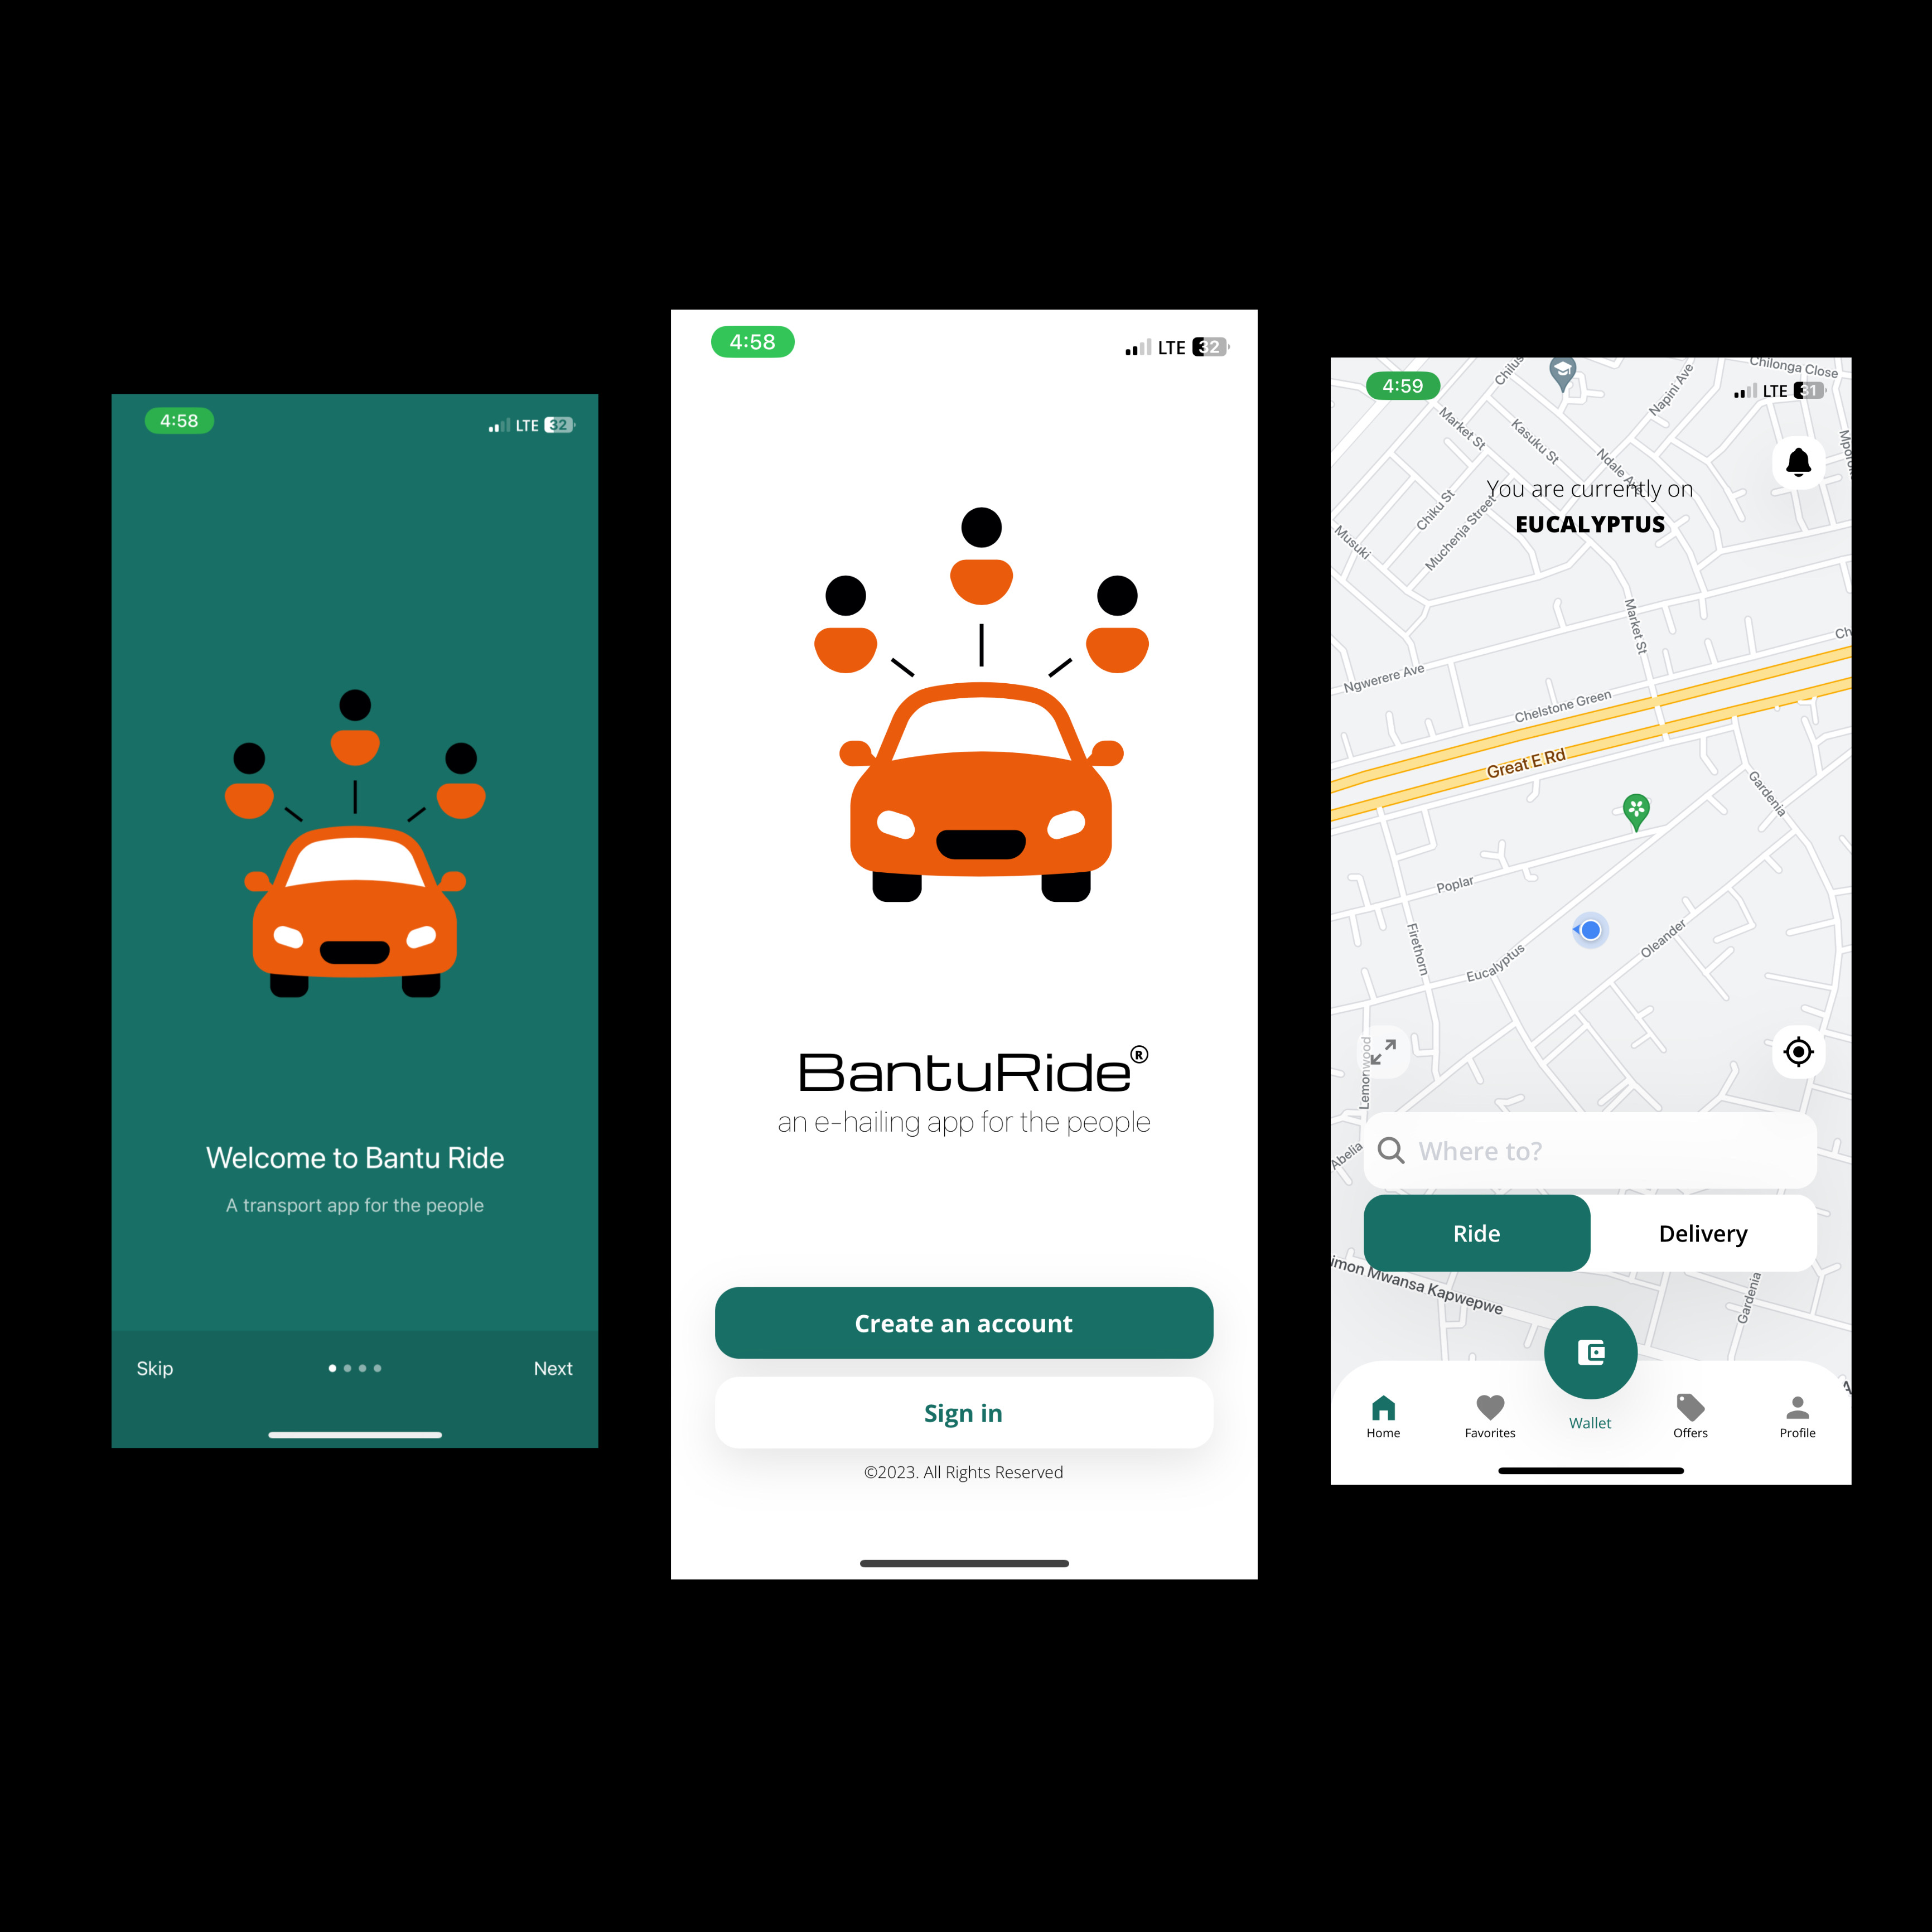 4:58
LTE 32
Welcome to Bantu Ride
A transport app for the people
Skip
Next
4:58
LTE 32
BantuRide®
an e-hailing app for the people
Create an account
Sign in
©2023. All Rights Reserved
4:59
LTE 31
Chilonga Close
Napini Ave
Market St
Kasuku St
Ndale Ave
Chiku St
Muchenja Street
Musuki
You are currently on
EUCALYPTUS
Market St
Ngwerere Ave
Chelstone Green
Great E Rd
Gardenia
Poplar
Firethorn
Eucalyptus
Oleander
Lemonwood
Abelia
Where to?
Ride
Delivery
Mwansa Kapwepwe
Gardenia
Home
Favorites
Wallet
Offers
Profile